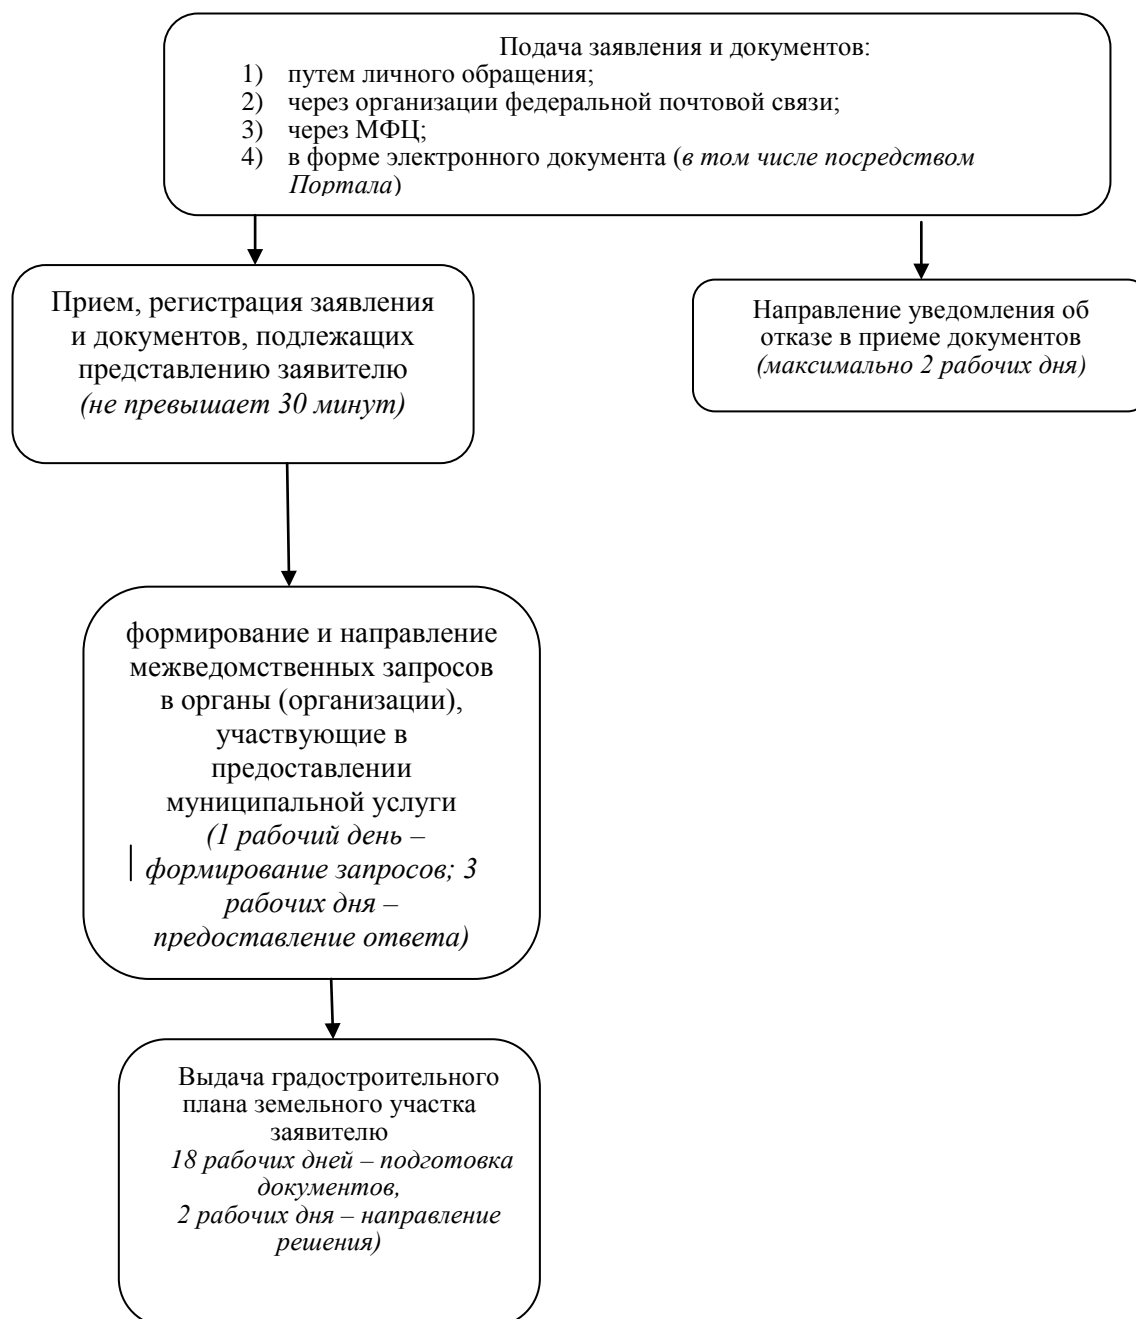 Подача заявления и документов:
1) путем личного обращения;
2) через организации федеральной почтовой связи;
3) через МФЦ;
4) в форме электронного документа (в том числе посредством
Портала)
Прием, регистрация заявления
и документов, подлежащих
представлению заявителю
(не превышает 30 минут)
Направление уведомления об
отказе в приеме документов
(максимально 2 рабочих дня)
формирование и направление
межведомственных запросов
в органы (организации),
участвующие в
предоставлении
муниципальной услуги
(1 рабочий день –
формирование запросов; 3
рабочих дня –
предоставление ответа)
Выдача градостроительного
плана земельного участка
заявителю
18 рабочих дней – подготовка
документов,
2 рабочих дня – направление
решения)